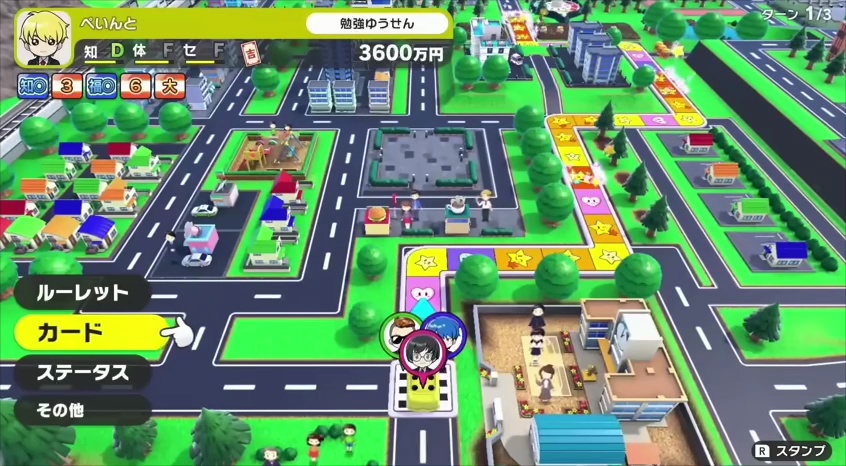 ぺいんと
勉強ゆうせん
ターン 1/3
知 D 体 F セ F 吉
3600万円
知◎ 3 福◎ 6 大
ルーレット
カード
ステータス
その他
R スタンプ